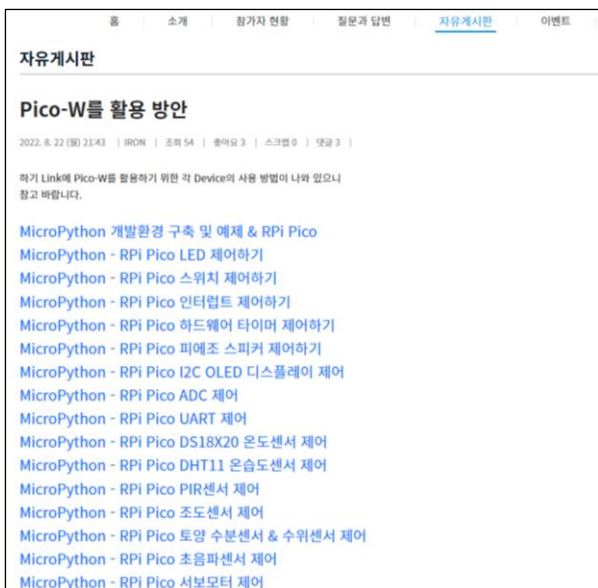 홈 소개 참가자 현황 질문과 답변 자유게시판 이벤트
자유게시판
Pico-W를 활용 방안
2022. 8. 22 (월) 21:43 | IRON | 조회 54 | 좋아요 3 | 스크랩 0 | 댓글 3 |
하기 Link에 Pico-W를 활용하기 위한 각 Device의 사용 방법이 나와 있으니
참고 바랍니다.
MicroPython 개발환경 구축 및 예제 & RPi Pico
MicroPython - RPi Pico LED 제어하기
MicroPython - RPi Pico 스위치 제어하기
MicroPython - RPi Pico 인터럽트 제어하기
MicroPython - RPi Pico 하드웨어 타이머 제어하기
MicroPython - RPi Pico 피에조 스피커 제어하기
MicroPython - RPi Pico I2C OLED 디스플레이 제어
MicroPython - RPi Pico ADC 제어
MicroPython - RPi Pico UART 제어
MicroPython - RPi Pico DS18X20 온도센서 제어
MicroPython - RPi Pico DHT11 온습도센서 제어
MicroPython - RPi Pico PIR센서 제어
MicroPython - RPi Pico 조도센서 제어
MicroPython - RPi Pico 토양 수분센서 & 수위센서 제어
MicroPython - RPi Pico 초음파센서 제어
MicroPython - RPi Pico 서보모터 제어